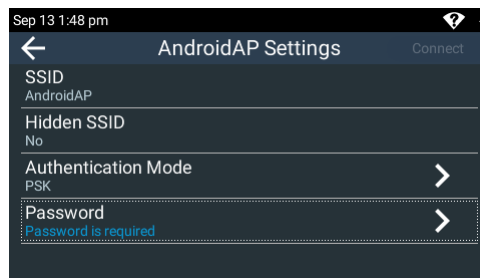 Sep 13 1:48 pm
AndroidAP Settings
Connect
SSID
AndroidAP
Hidden SSID
No
Authentication Mode
PSK
Password
Password is required